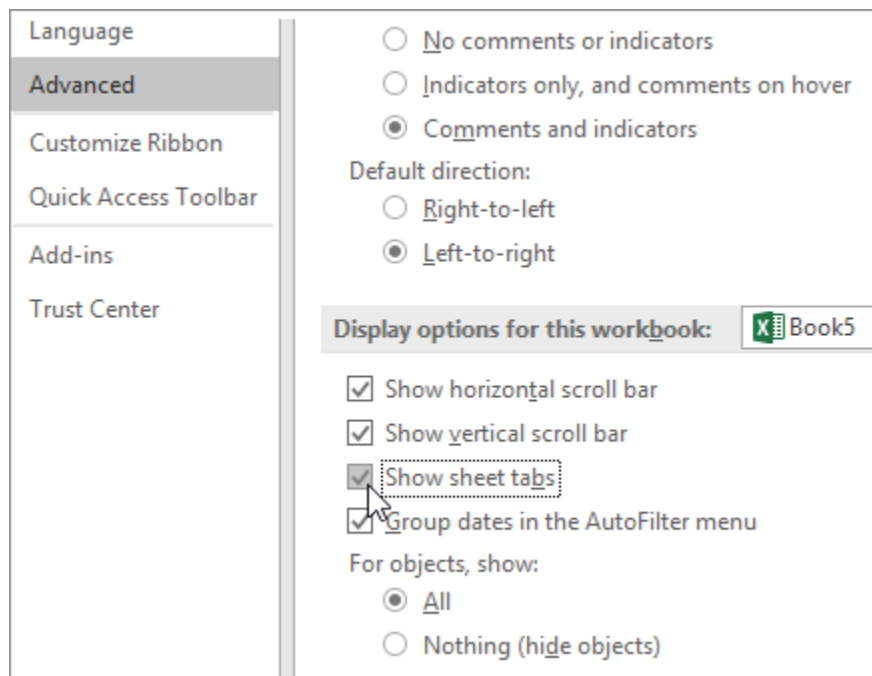 Language
Advanced
Customize Ribbon
Quick Access Toolbar
Add-ins
Trust Center
No comments or indicators
Indicators only, and comments on hover
Comments and indicators
Default direction:
Right-to-left
Left-to-right
Display options for this workbook:
Book5
Show horizontal scroll bar
Show vertical scroll bar
Show sheet tabs
Group dates in the AutoFilter menu
For objects, show:
All
Nothing (hide objects)